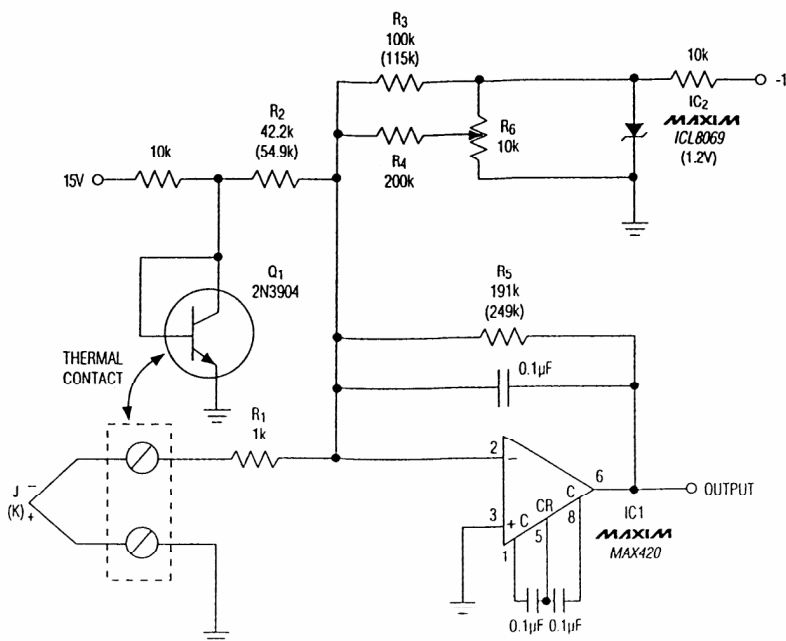 R3
100k
(115k)
10k
-1
R2
42.2k
(54.9k)
IC2
MAXIM
ICL8069
(1.2V)
R6
10k
10k
R4
200k
15V
Q1
2N3904
R5
191k
(249k)
THERMAL
CONTACT
0.1µF
R1
1k
2
−
6
OUTPUT
J
(K)
−
+
3
+
C
CR
C
1
5
8
IC1
MAXIM
MAX420
0.1µF 0.1µF